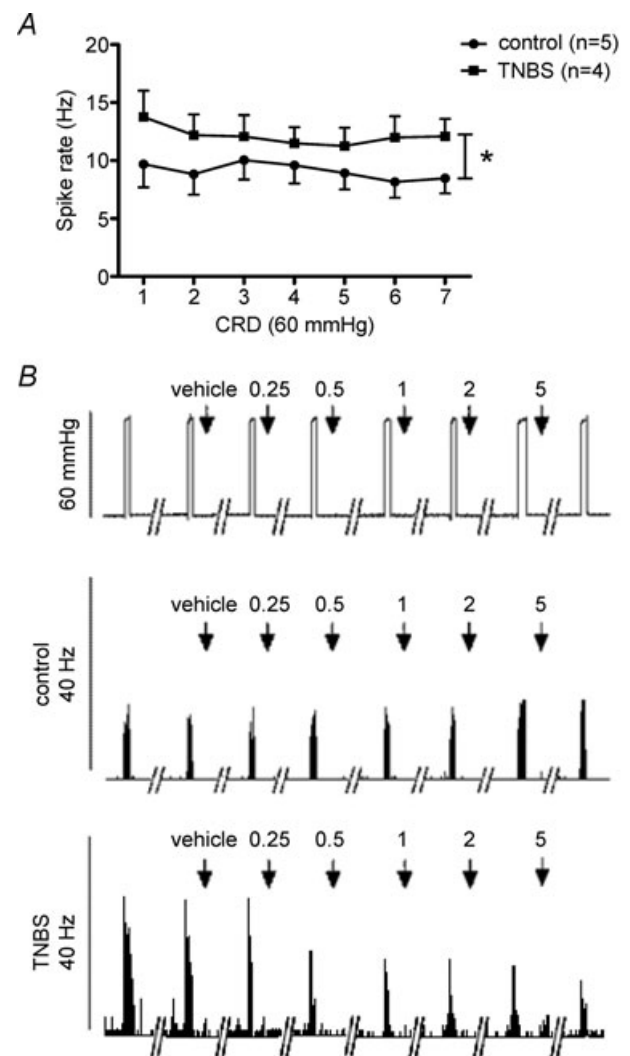 A
20
15
10
5
0
Spike rate (Hz)
control (n=5)
TNBS (n=4)
*
1 2 3 4 5 6 7
CRD (60 mmHg)
B
60 mmHg
vehicle 0.25 0.5 1 2 5
control
40 Hz
vehicle 0.25 0.5 1 2 5
TNBS
40 Hz
vehicle 0.25 0.5 1 2 5